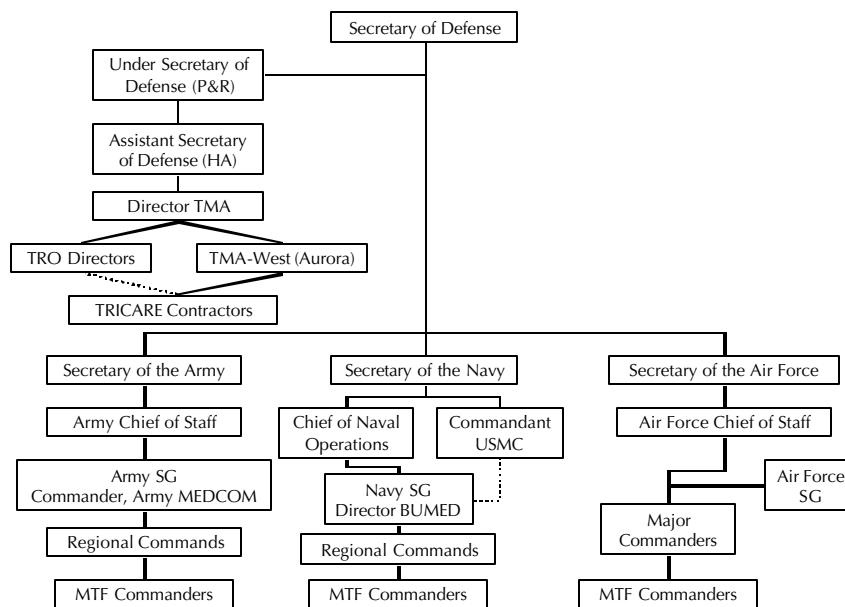 Secretary of Defense
Under Secretary of
Defense (P&R)
Assistant Secretary
of Defense (HA)
Director TMA
TRO Directors
TMA-West (Aurora)
TRICARE Contractors
Secretary of the Army
Secretary of the Navy
Secretary of the Air Force
Army Chief of Staff
Chief of Naval
Operations
Commandant
USMC
Air Force Chief of Staff
Army SG
Commander, Army MEDCOM
Navy SG
Director BUMED
Air Force
SG
Major
Commanders
Regional Commands
Regional Commands
MTF Commanders
MTF Commanders
MTF Commanders